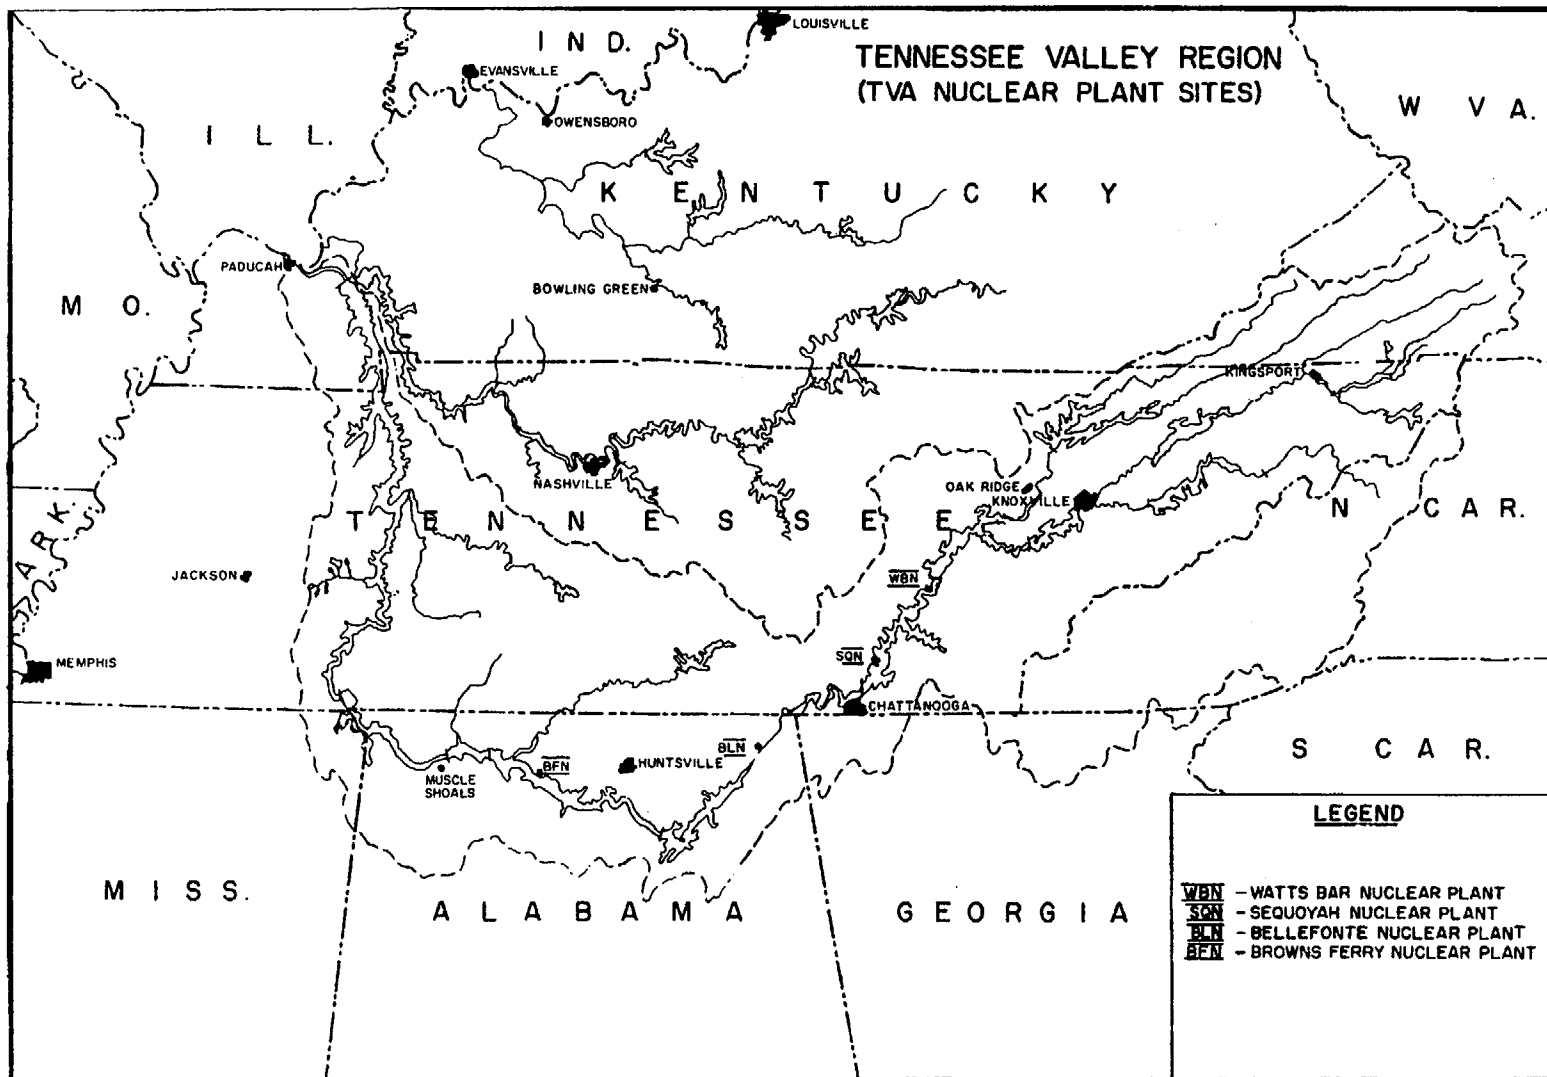 LOUISVILLE
IND.
TENNESSEE VALLEY REGION
(TVA NUCLEAR PLANT SITES)
EVANSVILLE
W VA.
OWENSBORO
ILL.
KENTUCKY
PADUCAH
BOWLING GREEN
MO.
KINGSPORT
NASHVILLE
OAK RIDGE
KNOXVILLE
TENNESSEE
N CAR.
ARK.
JACKSON
WBN
SQN
MEMPHIS
CHATTANOOGA
BLN
S CAR.
HUNTSVILLE
BFN
MUSCLE
SHOALS
LEGEND
MISS.
ALABAMA
GEORGIA
WBN - WATTS BAR NUCLEAR PLANT
SQN - SEQUOYAH NUCLEAR PLANT
BLN - BELLEFONTE NUCLEAR PLANT
BFN - BROWNS FERRY NUCLEAR PLANT